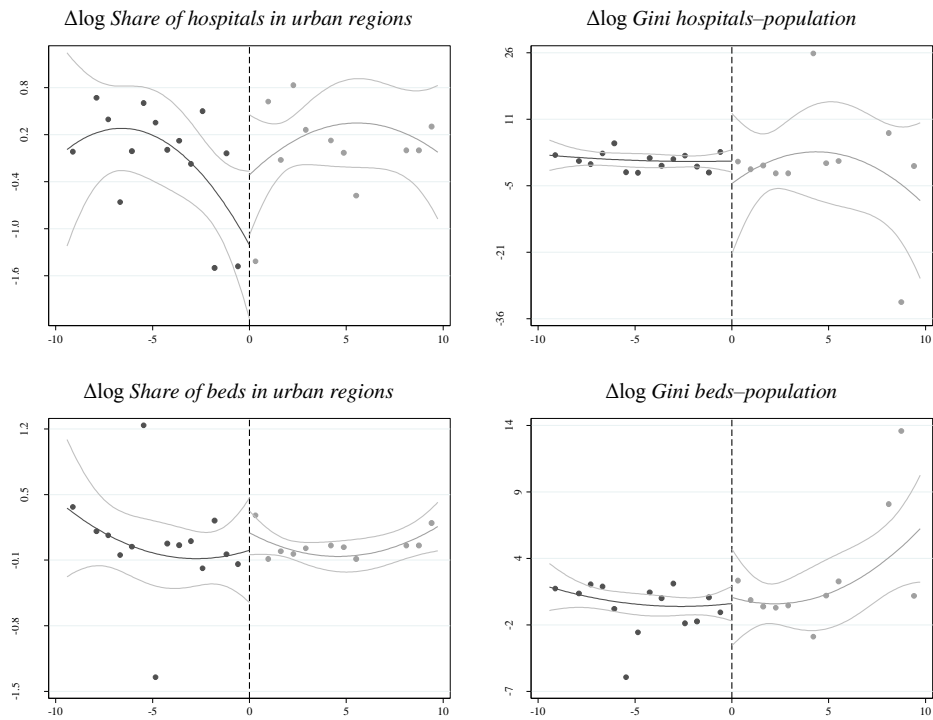 Δlog Share of hospitals in urban regions
0.8
0.2
-0.4
-1.0
-1.6
-10 -5 0 5 10
Δlog Gini hospitals–population
26
11
-5
-21
-36
-10 -5 0 5 10
Δlog Share of beds in urban regions
1.2
0.5
-0.1
-0.8
-1.5
-10 -5 0 5 10
Δlog Gini beds–population
14
9
4
-2
-7
-10 -5 0 5 10